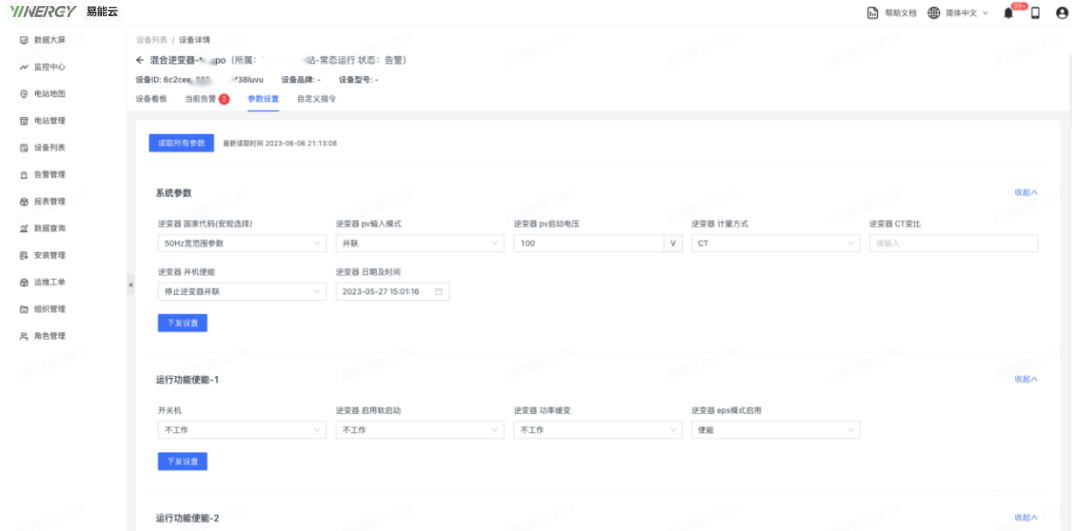 YINERGY 易能云
帮助文档 简体中文 99+
数据大屏
监控中心
电站地图
电站管理
设备列表
告警管理
报表管理
数据查询
安装管理
运维工单
组织管理
角色管理
设备列表 / 设备详情
混合逆变器- (所属: 站-常态运行 状态: 告警)
设备ID: 6c2cee 38luvu 设备品牌: - 设备型号: -
设备看板 当前告警 2 参数设置 自定义指令
读取所有参数 最新读取时间 2023-08-06 21:13:08
系统参数 收起
逆变器 国家代码(安规选择) 逆变器 pv输入模式 逆变器 pv启动电压 逆变器 计量方式 逆变器 CT变比
50Hz宽范围参数 并联 100 V CT 请输入
逆变器 并机使能 逆变器 日期及时间
停止逆变器并联 2023-05-27 15:01:16
下发设置
运行功能使能-1 收起
开关机 逆变器 启用软启动 逆变器 功率缓变 逆变器 eps模式启用
不工作 不工作 不工作 使能
下发设置
运行功能使能-2 收起